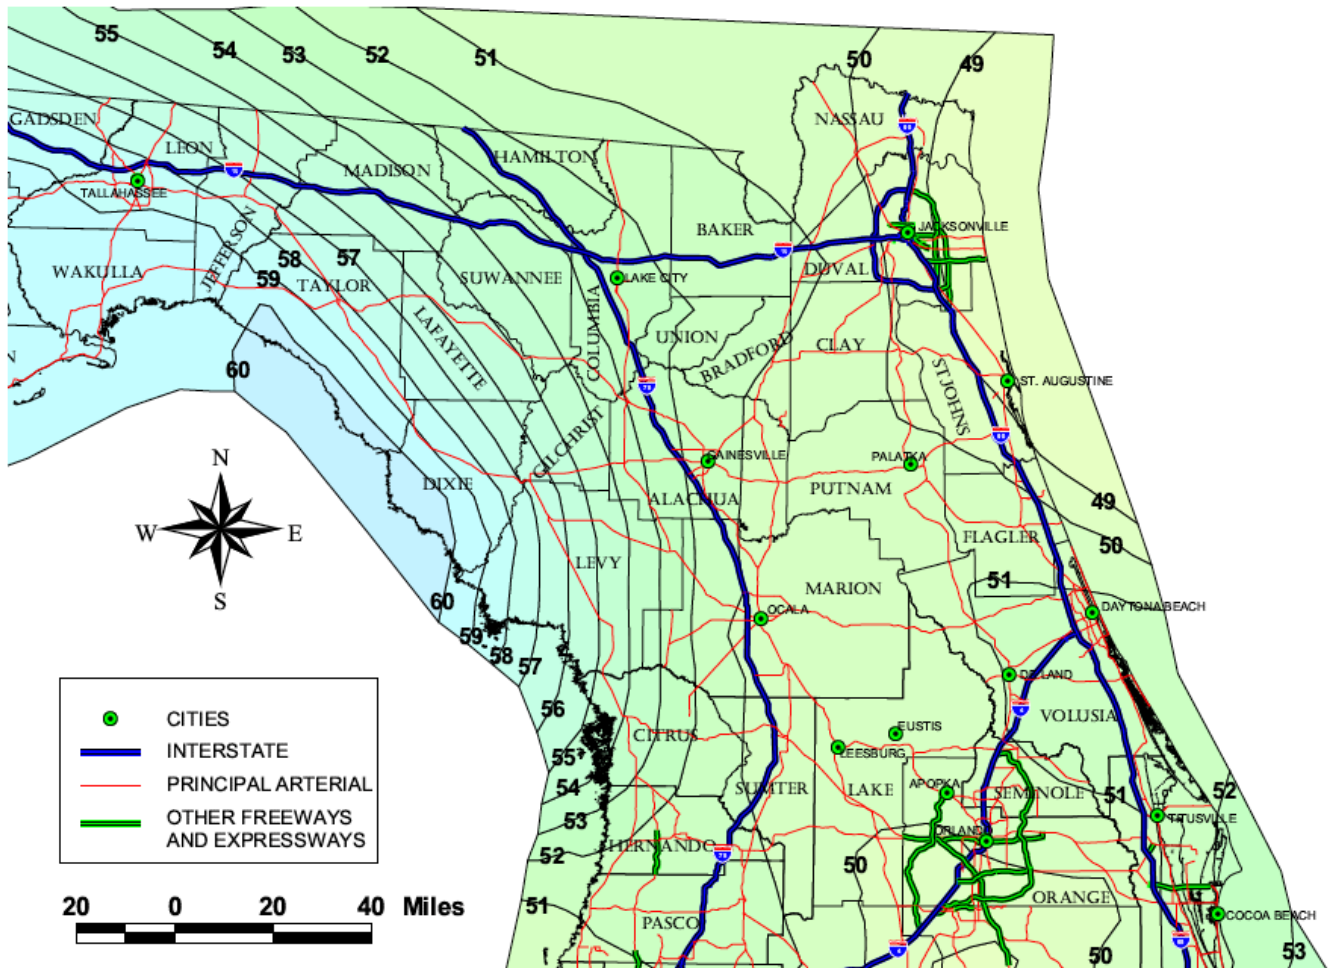 55
54
53
52
51
50
49
GADSDEN
LEON
MADISON
HAMILTON
NASSAU
TALLAHASSEE
JEFFERSON
BAKER
JACKSONVILLE
WAKULLA
58
57
59
TAYLOR
SUWANNEE
LAKE CITY
DUVAL
COLUMBIA
LAFAYETTE
UNION
BRADFORD
CLAY
ST JOHNS
ST. AUGUSTINE
60
GILCHRIST
GAINESVILLE
PALATKA
DIXIE
ALACHUA
PUTNAM
49
50
FLAGLER
N
W
E
S
LEVY
MARION
51
60
OCALA
DAYTONA BEACH
59
58
57
DELAND
56
CITRUS
EUSTIS
VOLUSIA
55
LEESBURG
54
SUMTER
LAKE
APOPKA
SEMINOLE
51
52
53
TITUSVILLE
ORLANDO
52
HERNANDO
50
51
ORANGE
PASCO
COCOA BEACH
50
53
CITIES
INTERSTATE
PRINCIPAL ARTERIAL
OTHER FREEWAYS
AND EXPRESSWAYS
20 0 20 40 Miles